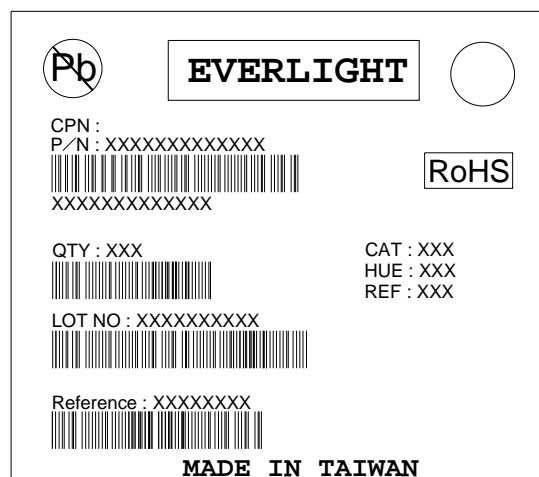 Pb
EVERLIGHT
CPN :
P/N : XXXXXXXXXXXXX
RoHS
XXXXXXXXXXXXX
QTY : XXX
CAT : XXX
HUE : XXX
REF : XXX
LOT NO : XXXXXXXXXX
Reference : XXXXXXXX
MADE IN TAIWAN